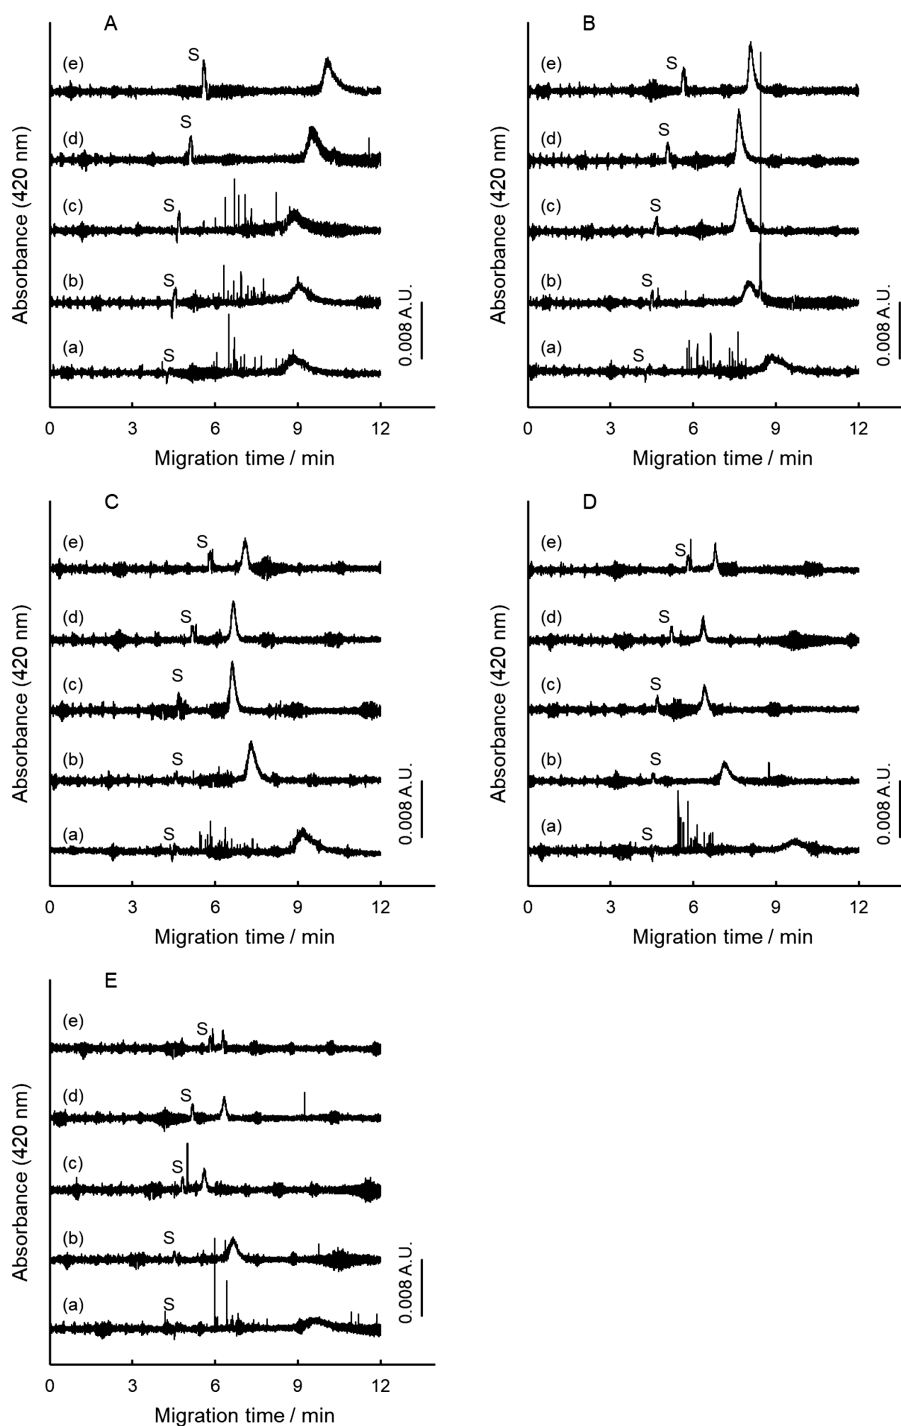 A
Absorbance (420 nm)
(e)
S
(d)
S
(c)
S
(b)
S
(a)
S
0.008 A.U.
0 3 6 9 12
Migration time / min
B
Absorbance (420 nm)
(e)
S
(d)
S
(c)
S
(b)
S
(a)
S
0.008 A.U.
0 3 6 9 12
Migration time / min
C
Absorbance (420 nm)
(e)
S
(d)
S
(c)
S
(b)
S
(a)
S
0.008 A.U.
0 3 6 9 12
Migration time / min
D
Absorbance (420 nm)
(e)
S
(d)
S
(c)
S
(b)
S
(a)
S
0.008 A.U.
0 3 6 9 12
Migration time / min
E
Absorbance (420 nm)
(e)
S
(d)
S
(c)
S
(b)
S
(a)
S
0.008 A.U.
0 3 6 9 12
Migration time / min